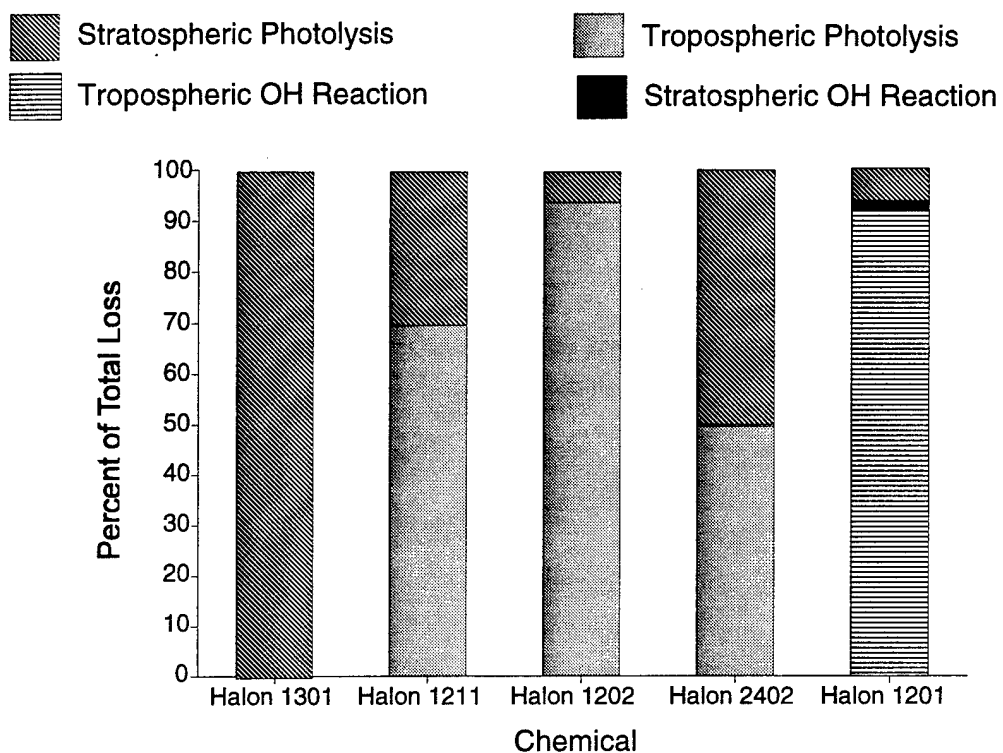 Stratospheric Photolysis
Tropospheric Photolysis
Tropospheric OH Reaction
Stratospheric OH Reaction
Percent of Total Loss
100
90
80
70
60
50
40
30
20
10
0
Halon 1301
Halon 1211
Halon 1202
Halon 2402
Halon 1201
Chemical